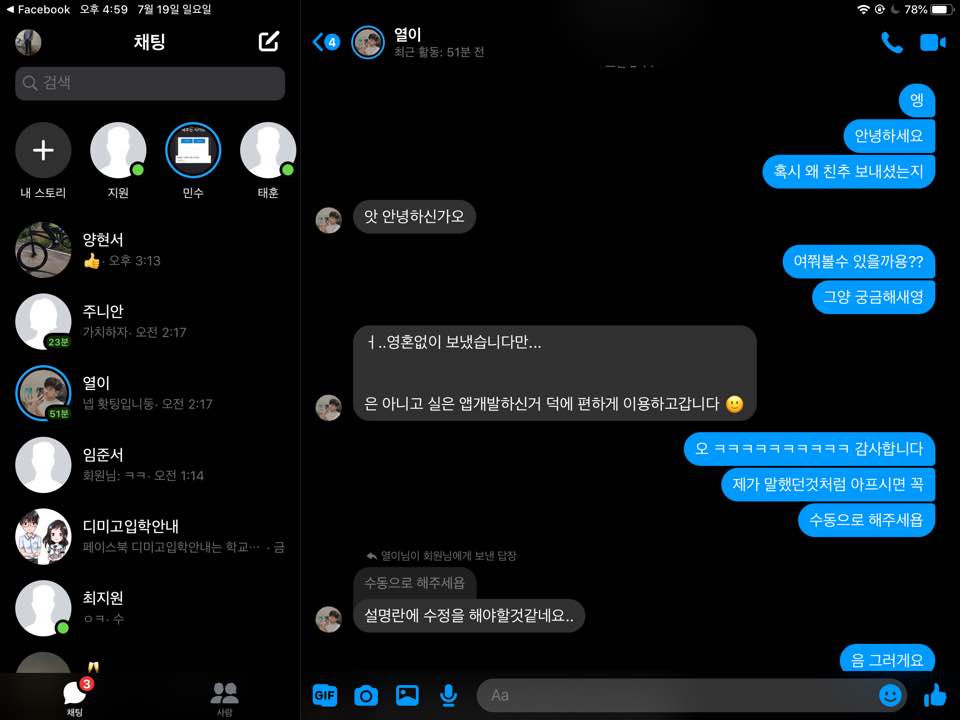 Facebook 오후 4:59 7월 19일 일요일
78%
채팅
검색
내 스토리
지원
민수
태훈
양현서
👍· 오후 3:13
주니안
가치하자· 오전 2:17
23분
열이
넵 홧팅입니둥· 오전 2:17
51분
임준서
회원님: ㅋㅋ· 오전 1:14
디미고입학안내
페이스북 디미고입학안내는 학교… · 금
최지원
ㅇㅋ· 수
3
채팅
사람
4
열이
최근 활동: 51분 전
엥
안녕하세요
혹시 왜 친추 보내셨는지
앗 안녕하신가오
여쭤볼수 있을까용??
그양 궁금해새영
ㅓ..영혼없이 보냈습니다만...
은 아니고 실은 앱개발하신거 덕에 편하게 이용하고갑니다 🙂
오 ㅋㅋㅋㅋㅋㅋㅋㅋㅋㅋ 감사합니다
제가 말했던것처럼 아프시면 꼭
수동으로 해주세욥
열이님이 회원님에게 보낸 답장
수동으로 해주세욥
설명란에 수정을 해야할것같네요..
음 그러게요
GIF
Aa